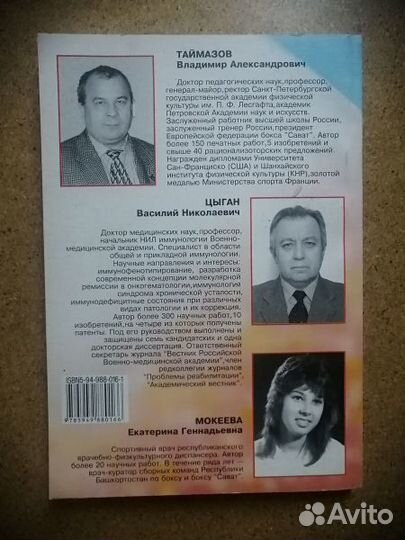 ТАЙМАЗОВ
Владимир Александрович
Доктор педагогических наук, профессор,
генерал-майор, ректор Санкт-Петербургской
государственной академии физической
культуры им. П. Ф. Лесгафта, академик
Петровской Академии наук и искусств.
Заслуженный работник высшей школы России,
заслуженный тренер России, президент
Европейской федерации бокса "Сават". Автор
более 150 печатных работ, 5 изобретений и
свыше 40 рационализоторских предложений.
Награжден дипломами Университета
Сан-Франциско (США) и Шанхайского
института физической культуры (КНР), золотой
медалью Министерства спорта Франции.
ЦЫГАН
Василий Николаевич
Доктор медицинских наук, профессор,
начальник НИЛ иммунологии Военно-
медицинской академии. Специалист в области
общей и прикладной иммунологии.
Научные направления и интересы:
иммунофенотипирование, разработка
современной концепции молекулярной
ремиссии в онкогематологии, иммунология
синдрома хронической усталости,
иммунодефицитные состояния при различных
видах патологии и их коррекция.
Автор более 300 научных работ, 10
изобретений, на четыре из которых получены
патенты. Под его руководством выполнены и
защищены семь кандидатских и одна
докторская диссертация. Ответственный
секретарь журнала "Вестник Российской
Военно-медицинской академии", член
редколлегии журналов
"Проблемы реабилитации",
"Академический вестник".
ISBN 5-94-988-016-1
9785949880166
МОКЕЕВА
Екатерина Геннадьевна
Спортивный врач республиканского
врачебно-физкультурного диспансера. Автор
более 20 научных работ. В течение ряда лет —
врач-куратор сборных команд Республики
Башкортостан по боксу и боксу "Сават".
Avito